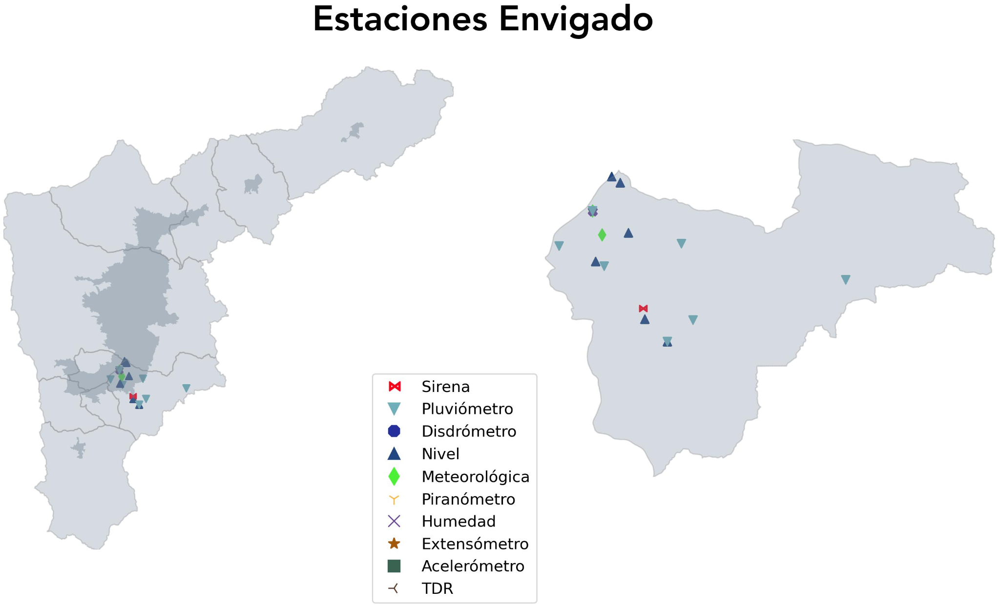 Estaciones Envigado
Sirena
Pluviómetro
Disdrómetro
Nivel
Meteorológica
Piranómetro
Humedad
Extensómetro
Acelerómetro
TDR